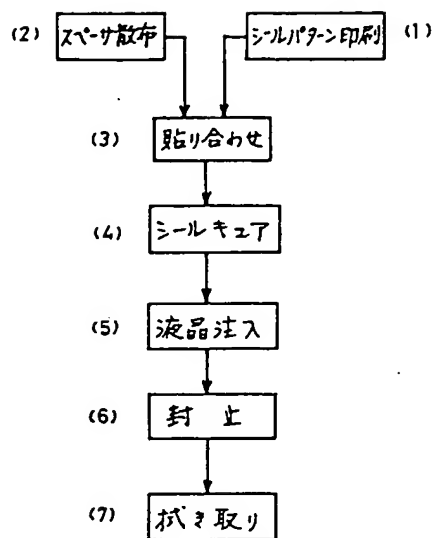 (2) スペーサ散布 シールパターン印刷 (1)
(3) 貼り合わせ
(4) シールキュア
(5) 液晶注入
(6) 封止
(7) 拭き取り